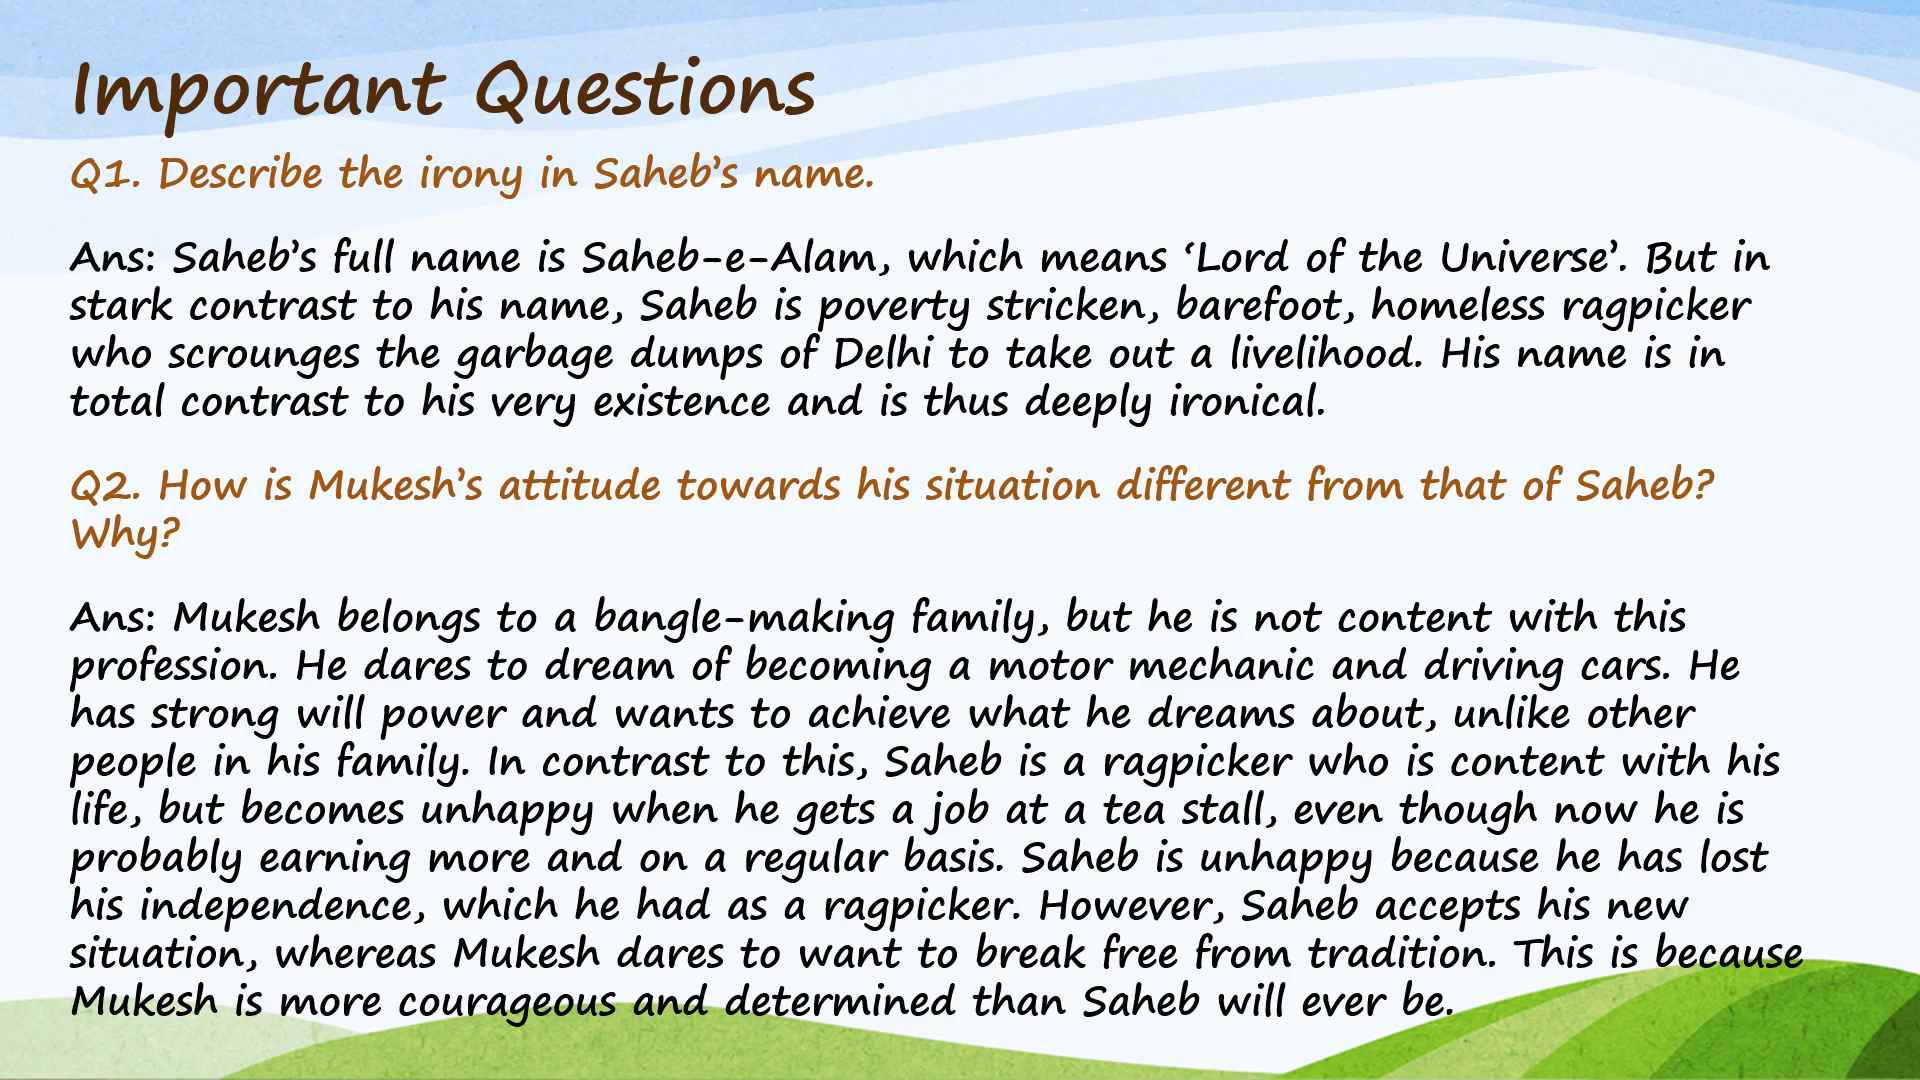 Important Questions
Q1. Describe the irony in Saheb’s name.
Ans: Saheb’s full name is Saheb-e-Alam, which means ‘Lord of the Universe’. But in
stark contrast to his name, Saheb is poverty stricken, barefoot, homeless ragpicker
who scrounges the garbage dumps of Delhi to take out a livelihood. His name is in
total contrast to his very existence and is thus deeply ironical.
Q2. How is Mukesh’s attitude towards his situation different from that of Saheb?
Why?
Ans: Mukesh belongs to a bangle-making family, but he is not content with this
profession. He dares to dream of becoming a motor mechanic and driving cars. He
has strong will power and wants to achieve what he dreams about, unlike other
people in his family. In contrast to this, Saheb is a ragpicker who is content with his
life, but becomes unhappy when he gets a job at a tea stall, even though now he is
probably earning more and on a regular basis. Saheb is unhappy because he has lost
his independence, which he had as a ragpicker. However, Saheb accepts his new
situation, whereas Mukesh dares to want to break free from tradition. This is because
Mukesh is more courageous and determined than Saheb will ever be.